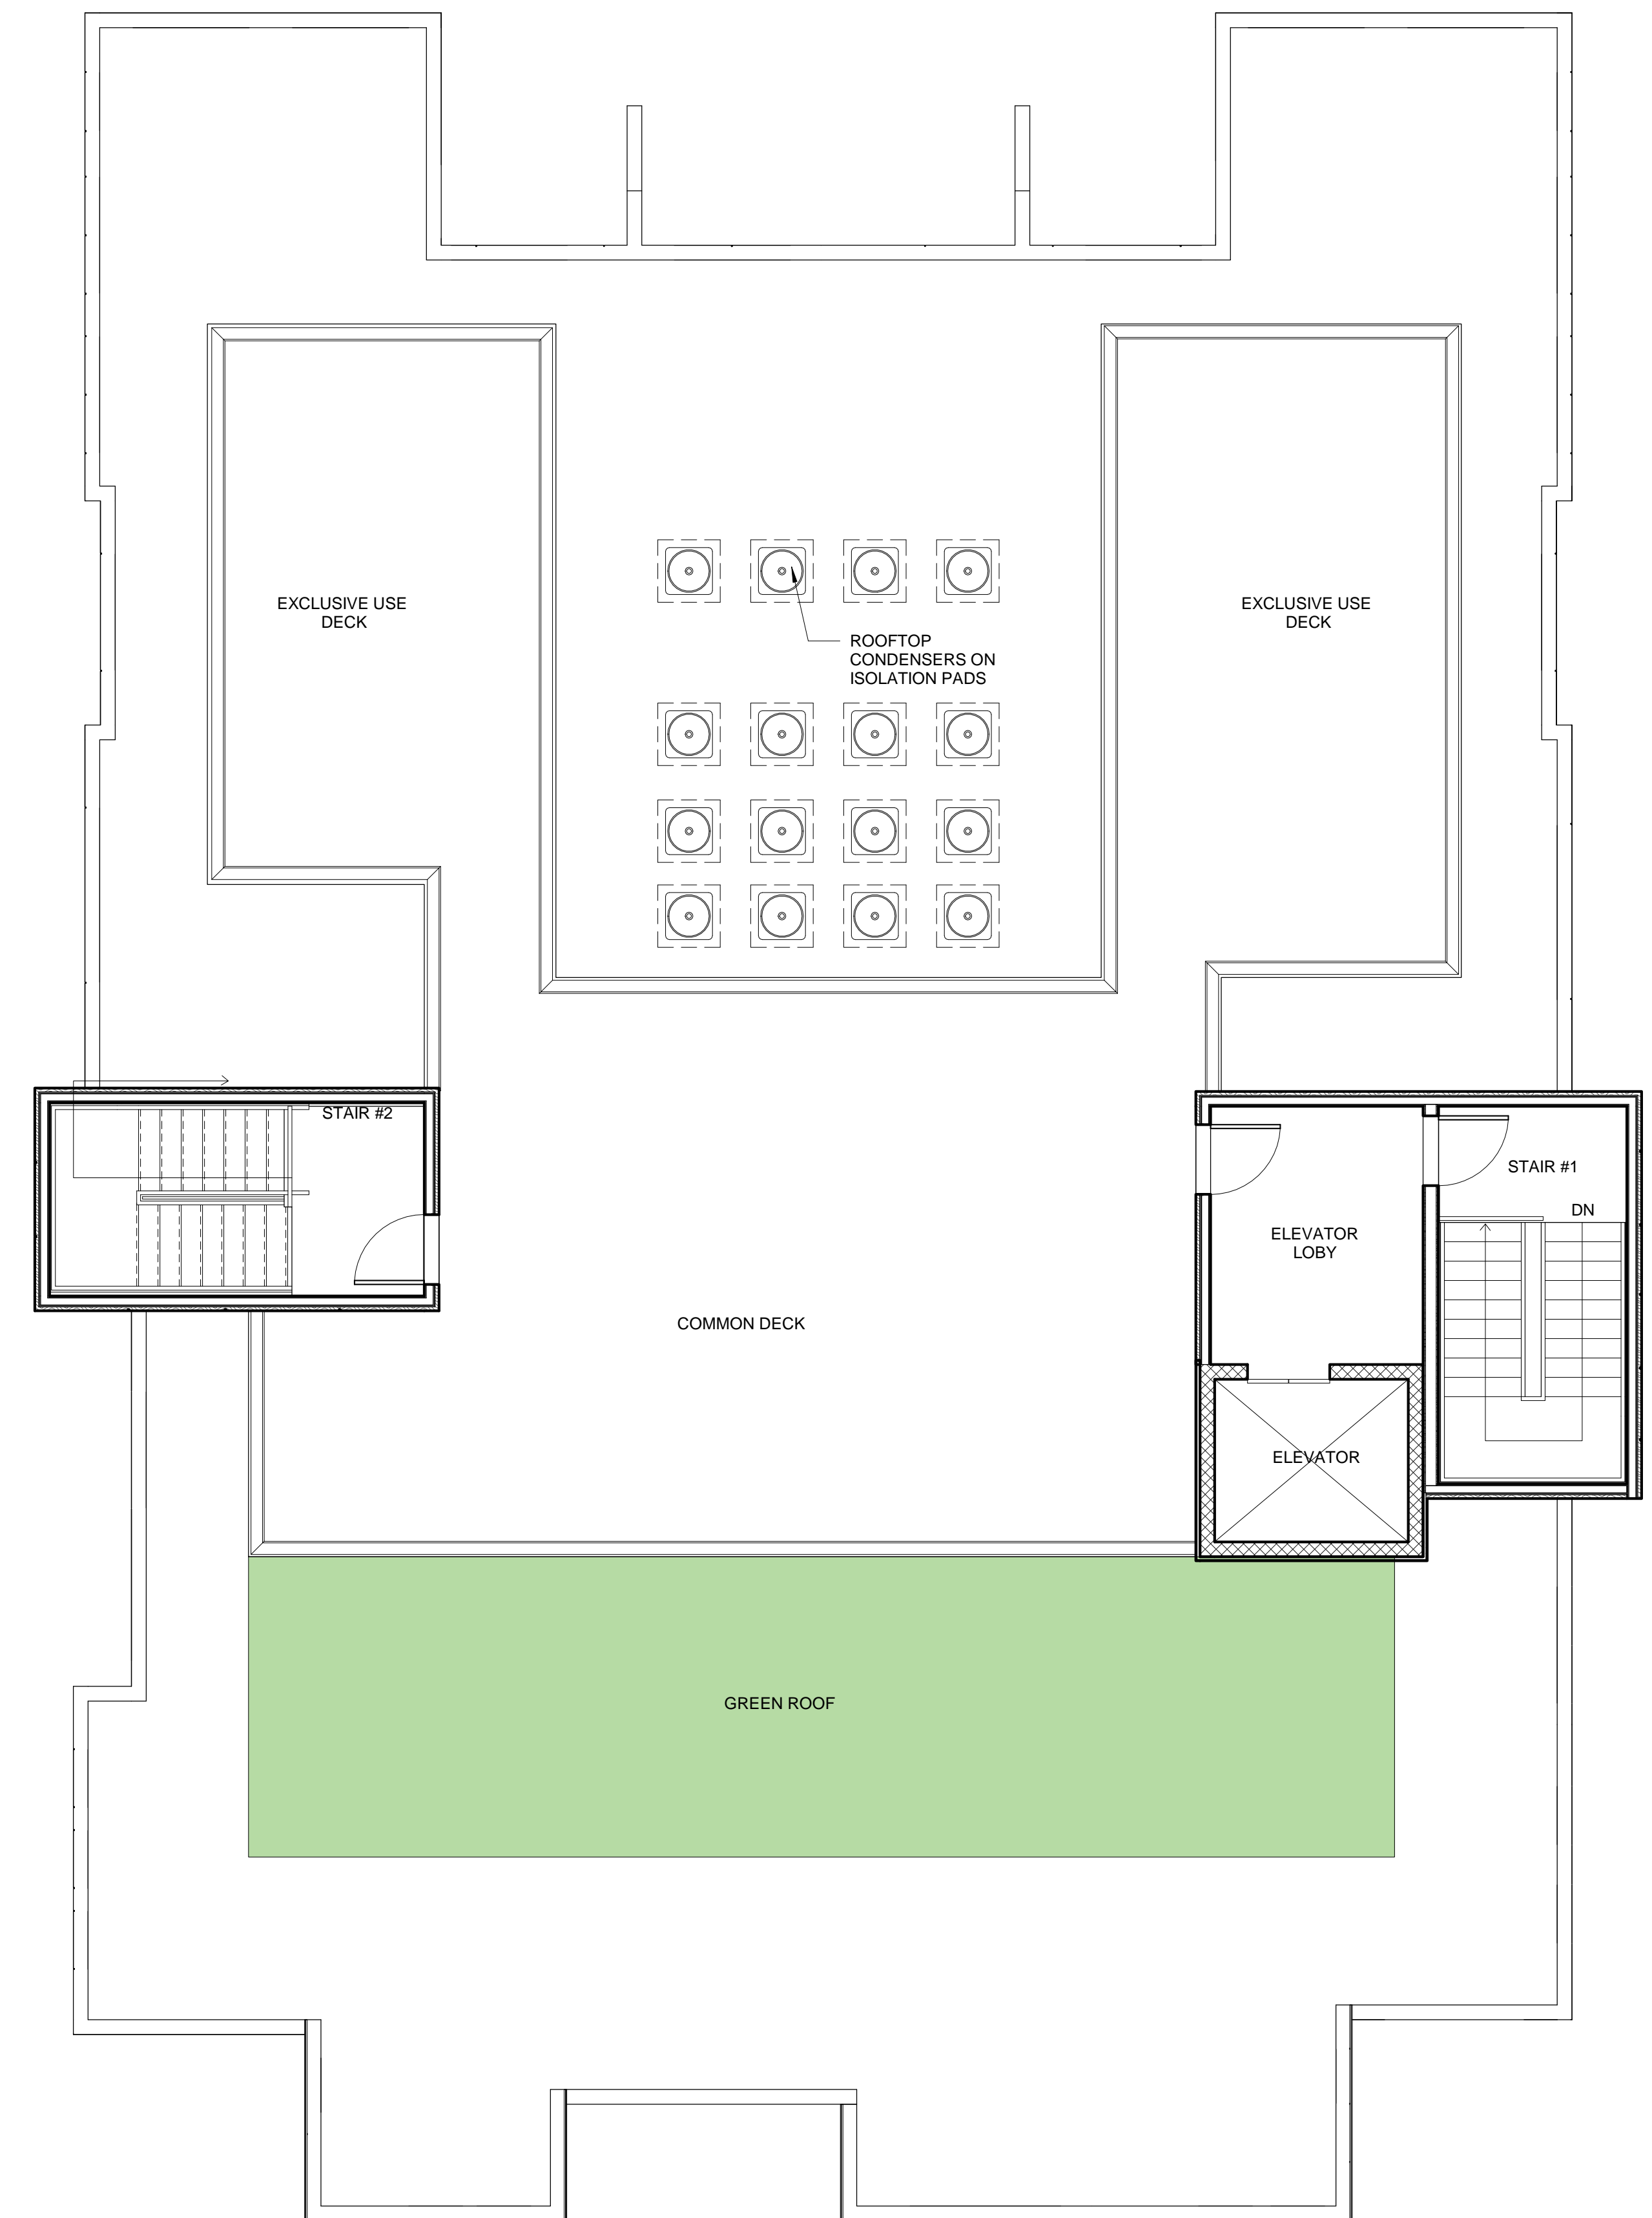 EXCLUSIVE USE
DECK
EXCLUSIVE USE
DECK
ROOFTOP
CONDENSERS ON
ISOLATION PADS
STAIR #2
STAIR #1
DN
ELEVATOR
LOBY
COMMON DECK
ELEVATOR
GREEN ROOF